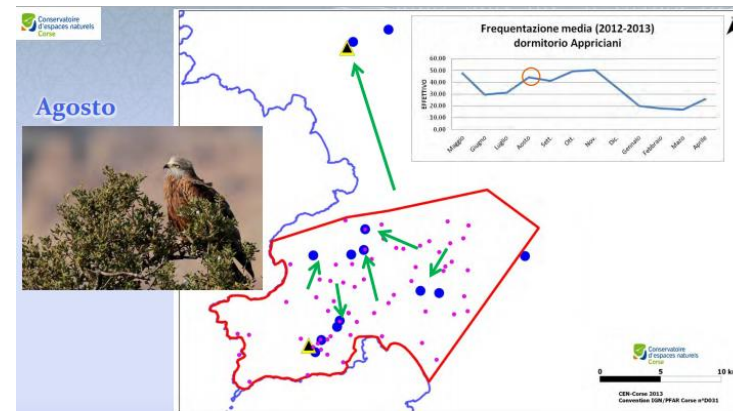 Conservatoire
d'espaces naturels
Corse
Agosto
Frequentazione media (2012-2013)
dormitorio Appriciani
EFFETTIVO
60,00
50,00
40,00
30,00
20,00
10,00
0,00
Maggio
Giugno
Luglio
Aosto
Sett.
Ott.
Nov.
Dic.
Gennaio
Febbraio
Marzo
Aprile
Conservatoire
d'espaces naturels
Corse
0 5 10 k
CEN-Corse 2013
Convention IGN/PFAR Corse n°D031